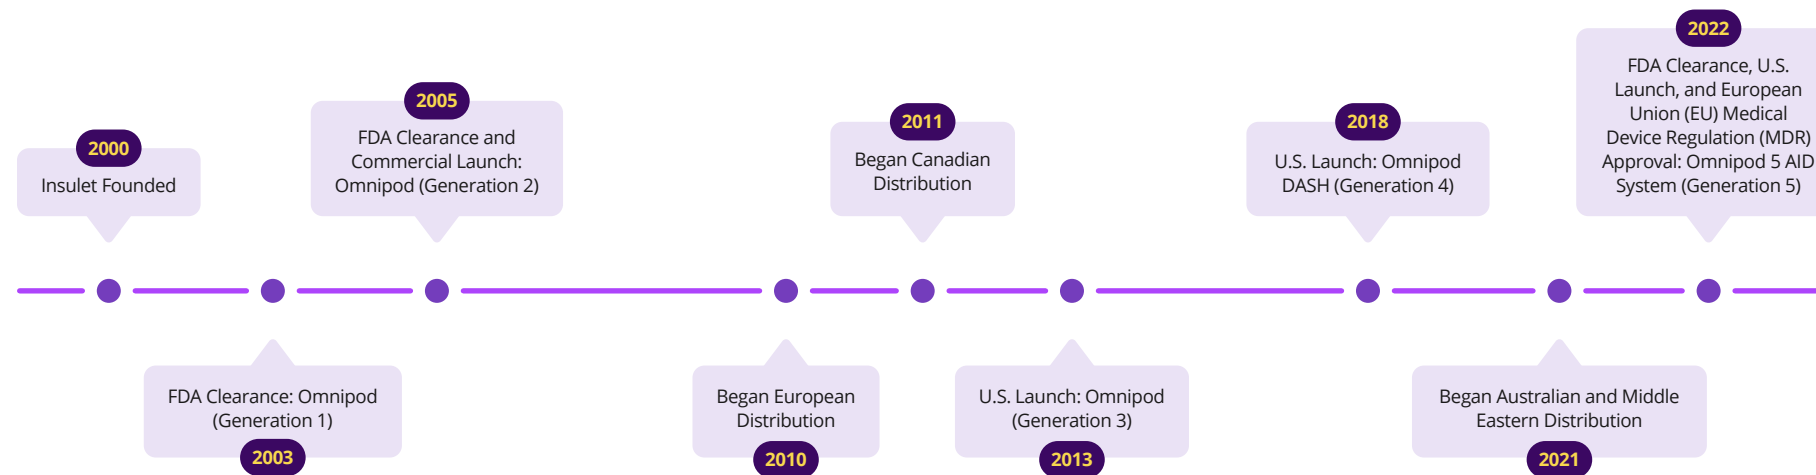 2000
Insulet Founded
FDA Clearance: Omnipod
(Generation 1)
2003
2005
FDA Clearance and
Commercial Launch:
Omnipod (Generation 2)
Began European
Distribution
2010
2011
Began Canadian
Distribution
U.S. Launch: Omnipod
(Generation 3)
2013
2018
U.S. Launch: Omnipod
DASH (Generation 4)
Began Australian and Middle
Eastern Distribution
2021
2022
FDA Clearance, U.S.
Launch, and European
Union (EU) Medical
Device Regulation (MDR)
Approval: Omnipod 5 AID
System (Generation 5)